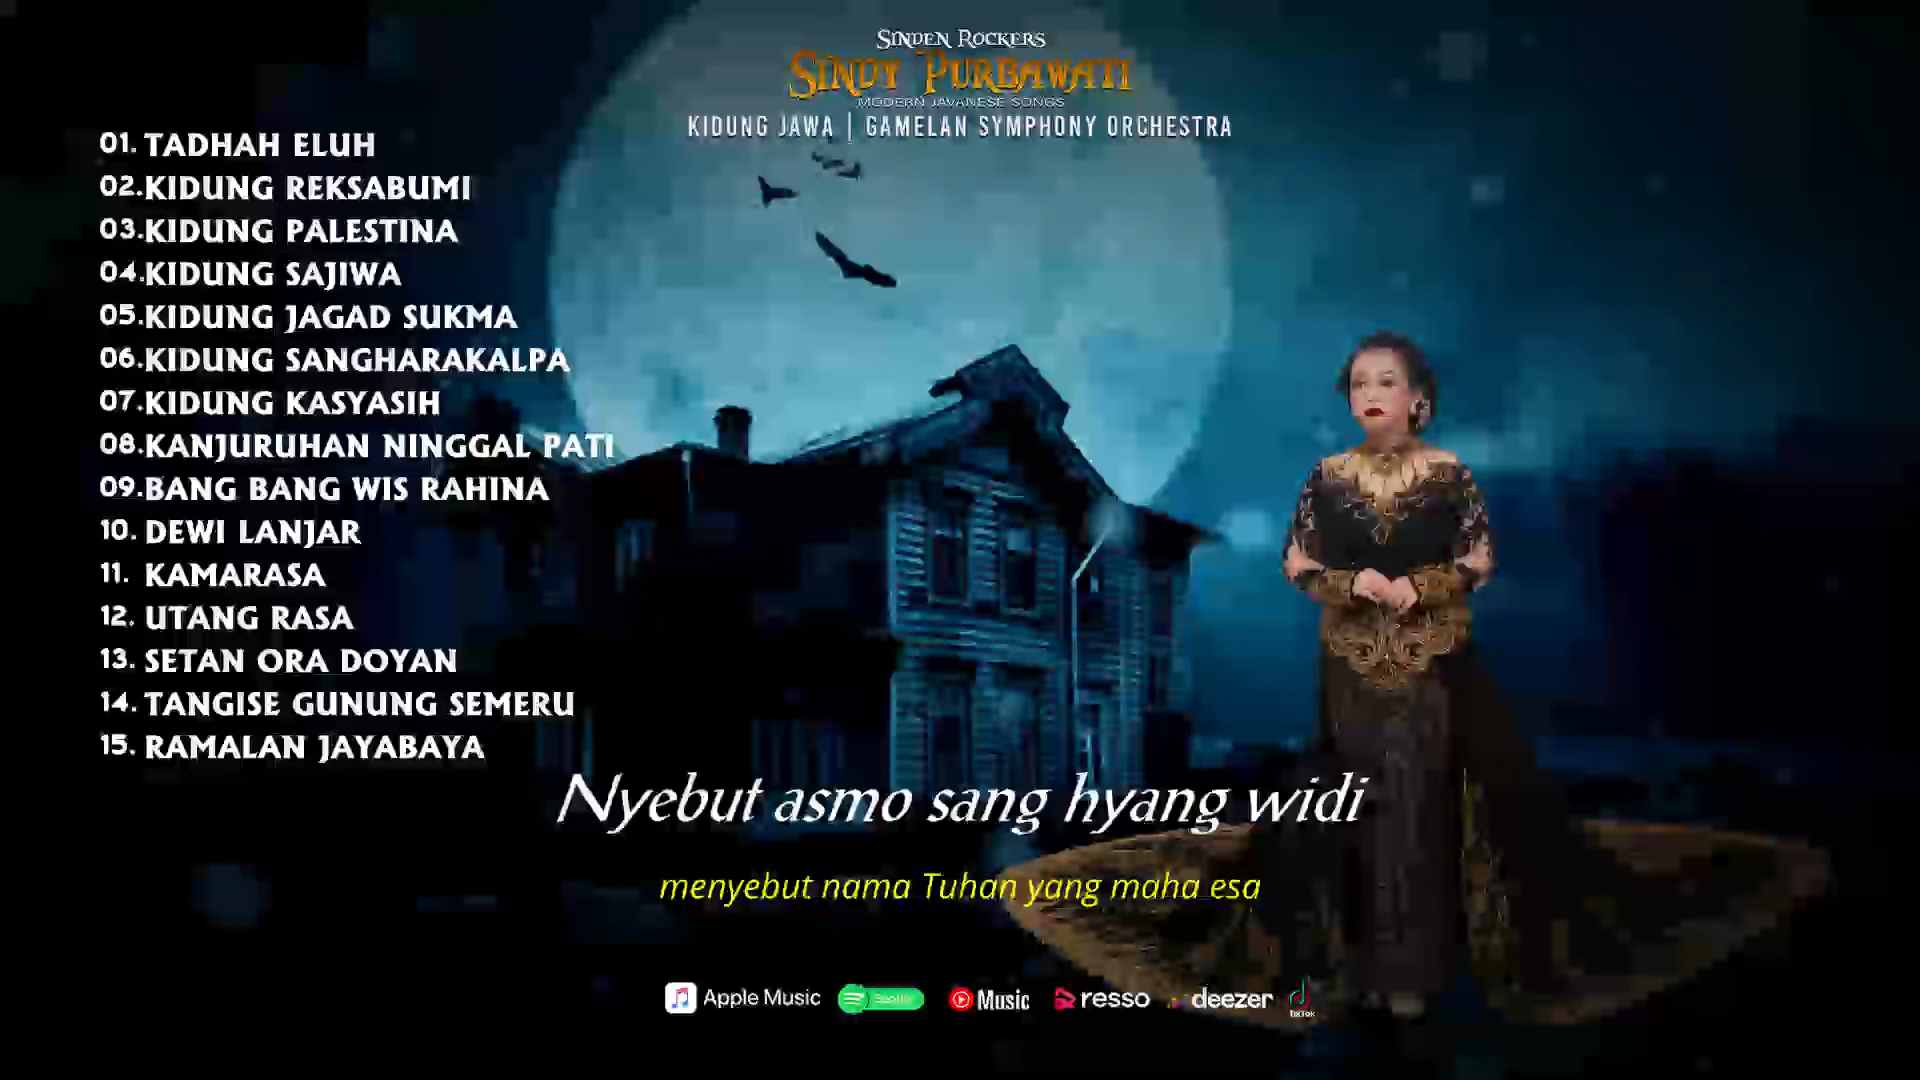 SINDEN ROCKERS
SINDY PURBAWATI
MODERN JAVANESE SONGS
KIDUNG JAWA | GAMELAN SYMPHONY ORCHESTRA
01. TADHAH ELUH
02.KIDUNG REKSABUMI
03.KIDUNG PALESTINA
04.KIDUNG SAJIWA
05.KIDUNG JAGAD SUKMA
06.KIDUNG SANGHARAKALPA
07.KIDUNG KASYASIH
08.KANJURUHAN NINGGAL PATI
09.BANG BANG WIS RAHINA
10. DEWI LANJAR
11. KAMARASA
12. UTANG RASA
13. SETAN ORA DOYAN
14. TANGISE GUNUNG SEMERU
15. RAMALAN JAYABAYA
Nyebut asmo sang hyang widi
menyebut nama Tuhan yang maha esa
Apple Music Spotify Music resso deezer TikTok